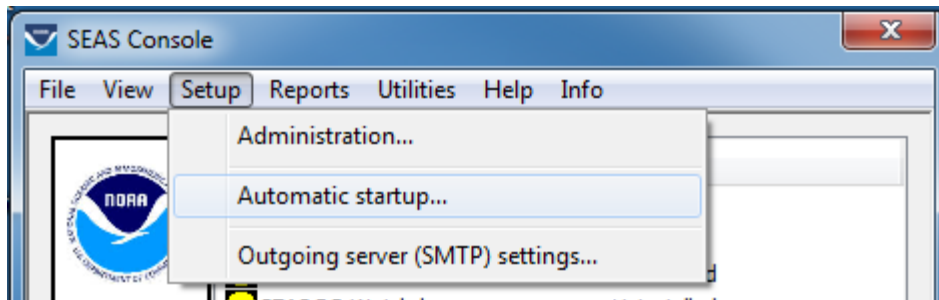 SEAS Console
File View Setup Reports Utilities Help Info
Administration...
Automatic startup...
Outgoing server (SMTP) settings...
NOAA